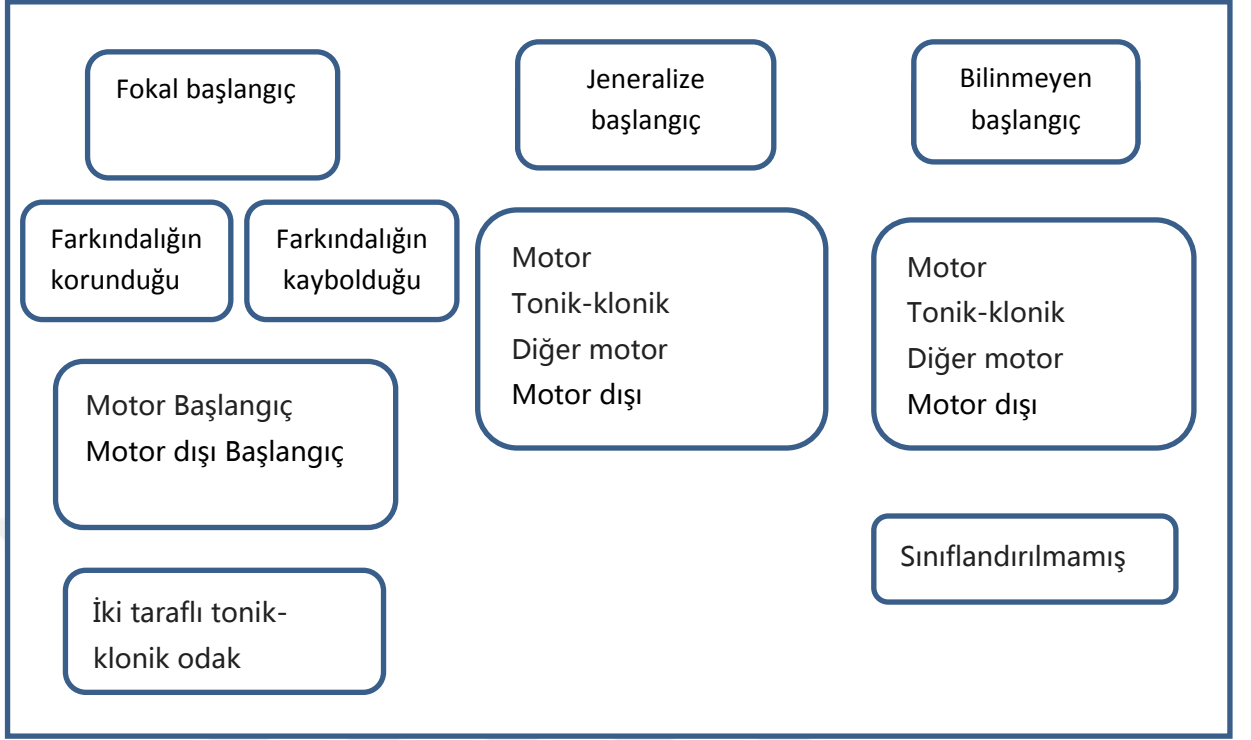 Fokal başlangıç
Jeneralize
başlangıç
Bilinmeyen
başlangıç
Farkındalığın
korunduğu
Farkındalığın
kaybolduğu
Motor
Tonik-klonik
Diğer motor
Motor dışı
Motor
Tonik-klonik
Diğer motor
Motor dışı
Motor Başlangıç
Motor dışı Başlangıç
Sınıflandırılmamış
İki taraflı tonik-
klonik odak